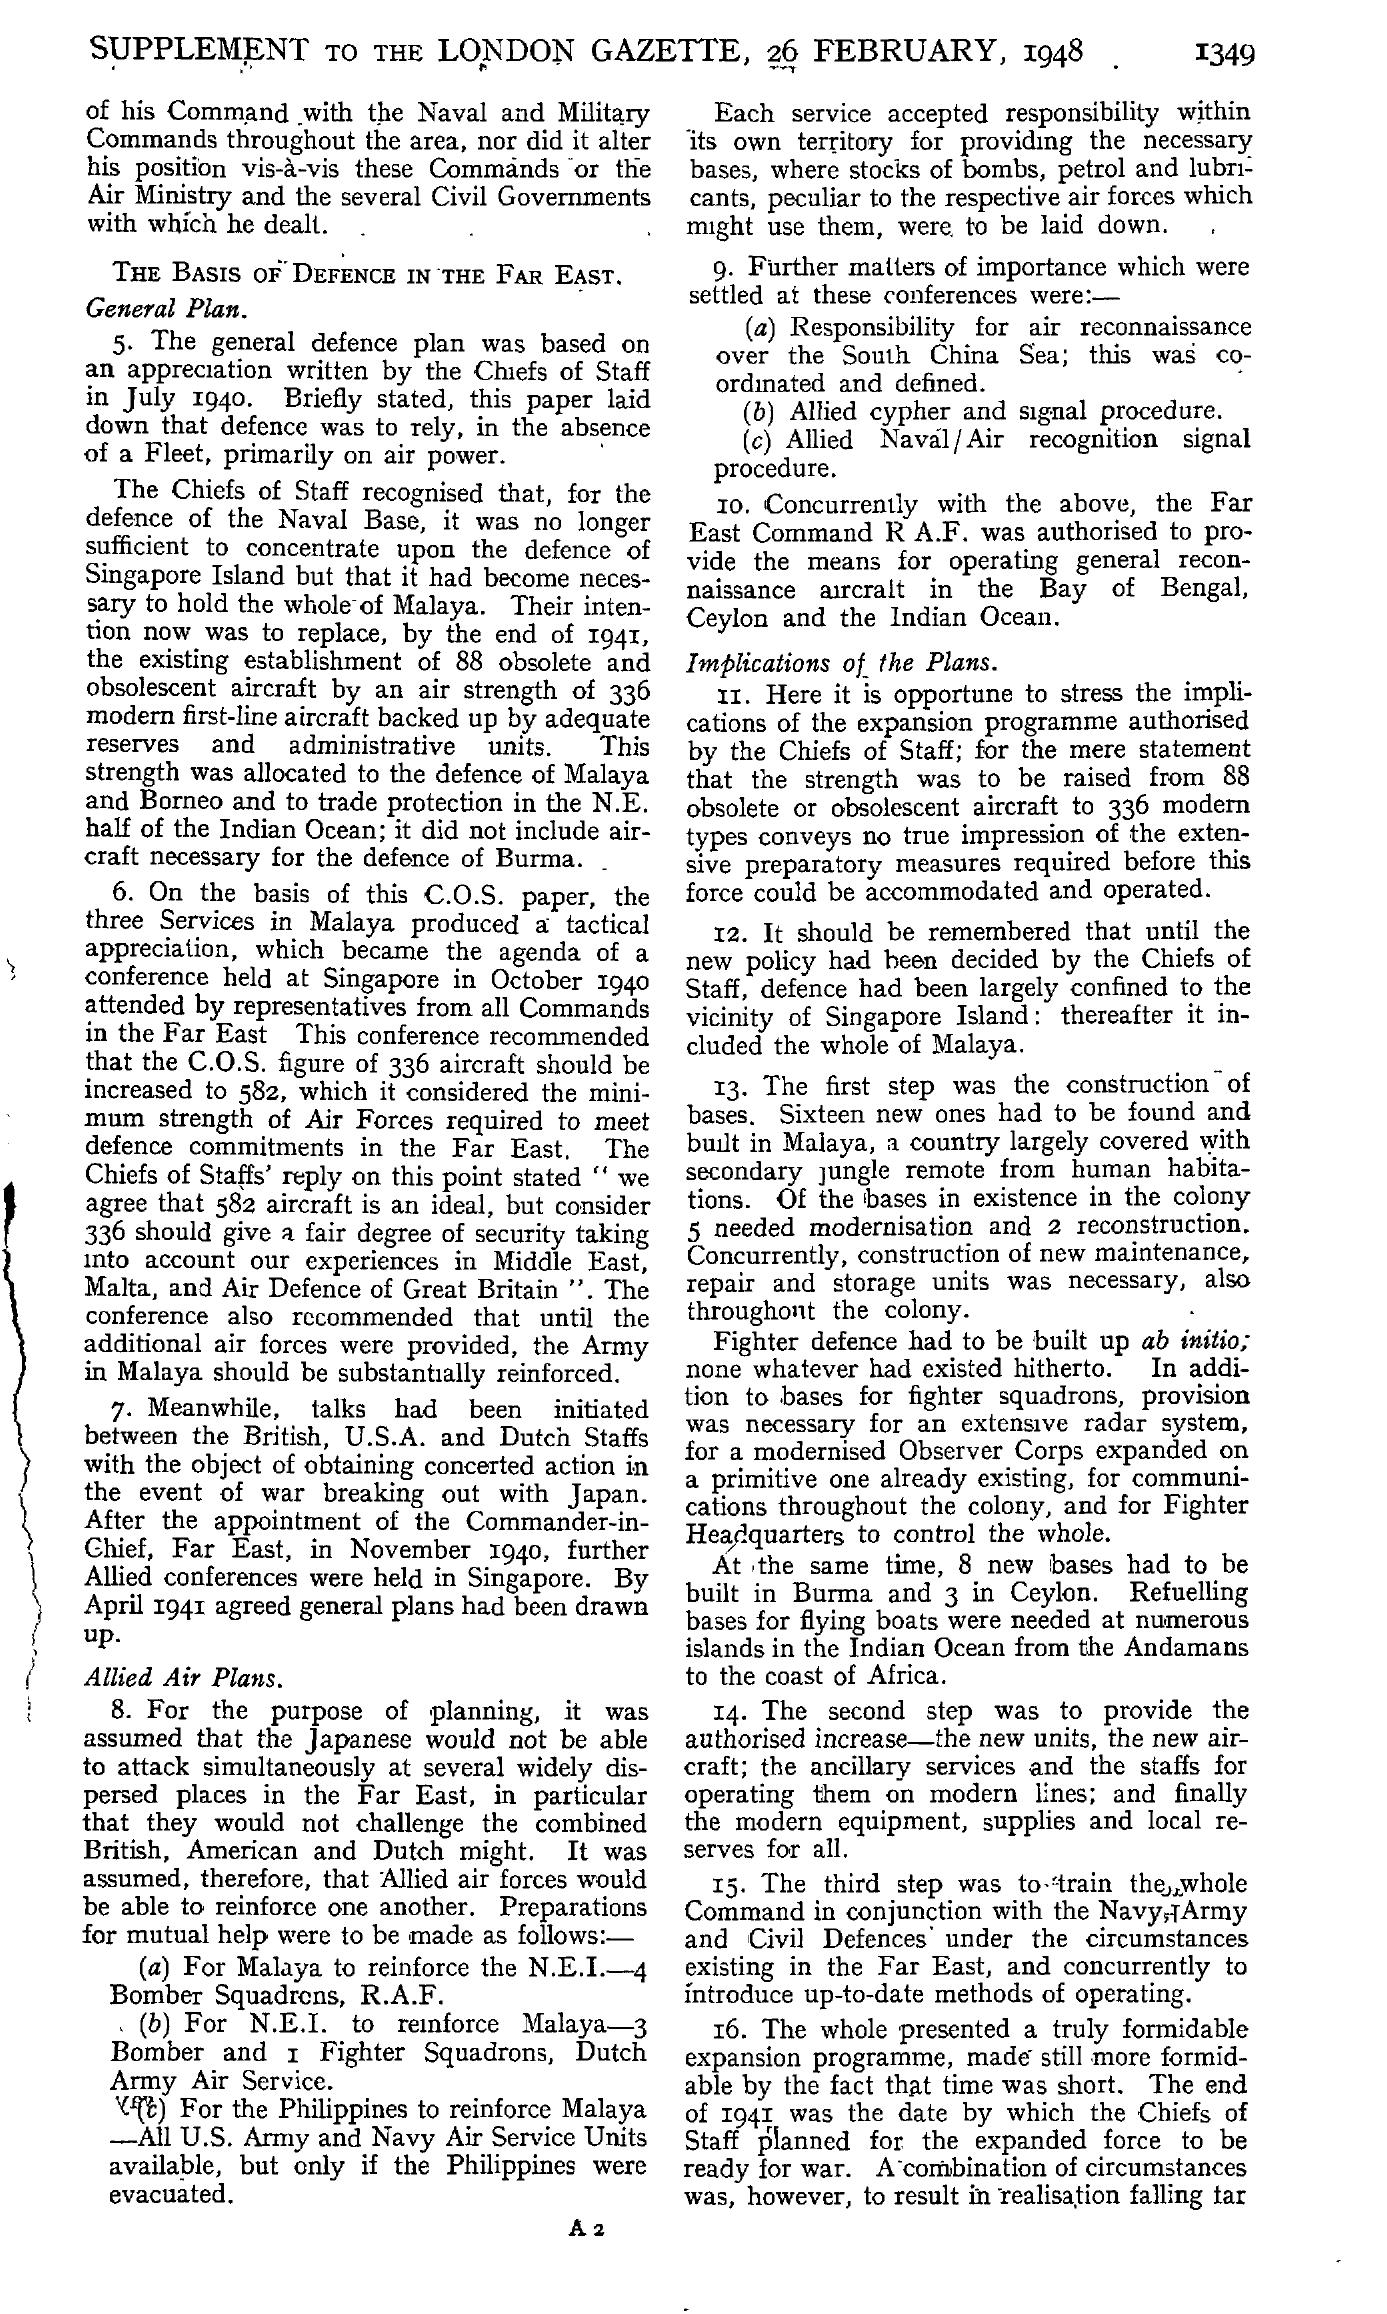 SUPPLEMENT TO THE LONDON GAZETTE, 26 FEBRUARY, 1948 1349
of his Command with the Naval and Military
Commands throughout the area, nor did it alter
his position vis-à-vis these Commands or the
Air Ministry and the several Civil Governments
with which he dealt.
THE BASIS OF DEFENCE IN THE FAR EAST.
General Plan.
5. The general defence plan was based on
an appreciation written by the Chiefs of Staff
in July 1940. Briefly stated, this paper laid
down that defence was to rely, in the absence
of a Fleet, primarily on air power.
The Chiefs of Staff recognised that, for the
defence of the Naval Base, it was no longer
sufficient to concentrate upon the defence of
Singapore Island but that it had become neces-
sary to hold the whole of Malaya. Their inten-
tion now was to replace, by the end of 1941,
the existing establishment of 88 obsolete and
obsolescent aircraft by an air strength of 336
modern first-line aircraft backed up by adequate
reserves and administrative units. This
strength was allocated to the defence of Malaya
and Borneo and to trade protection in the N.E.
half of the Indian Ocean; it did not include air-
craft necessary for the defence of Burma.
6. On the basis of this C.O.S. paper, the
three Services in Malaya produced a tactical
appreciation, which became the agenda of a
conference held at Singapore in October 1940
attended by representatives from all Commands
in the Far East This conference recommended
that the C.O.S. figure of 336 aircraft should be
increased to 582, which it considered the mini-
mum strength of Air Forces required to meet
defence commitments in the Far East. The
Chiefs of Staffs' reply on this point stated " we
agree that 582 aircraft is an ideal, but consider
336 should give a fair degree of security taking
into account our experiences in Middle East,
Malta, and Air Defence of Great Britain ". The
conference also recommended that until the
additional air forces were provided, the Army
in Malaya should be substantially reinforced.
7. Meanwhile, talks had been initiated
between the British, U.S.A. and Dutch Staffs
with the object of obtaining concerted action in
the event of war breaking out with Japan.
After the appointment of the Commander-in-
Chief, Far East, in November 1940, further
Allied conferences were held in Singapore. By
April 1941 agreed general plans had been drawn
up.
Allied Air Plans.
8. For the purpose of planning, it was
assumed that the Japanese would not be able
to attack simultaneously at several widely dis-
persed places in the Far East, in particular
that they would not challenge the combined
British, American and Dutch might. It was
assumed, therefore, that Allied air forces would
be able to reinforce one another. Preparations
for mutual help were to be made as follows:—
(a) For Malaya to reinforce the N.E.I.—4
Bomber Squadrons, R.A.F.
(b) For N.E.I. to reinforce Malaya—3
Bomber and 1 Fighter Squadrons, Dutch
Army Air Service.
(c) For the Philippines to reinforce Malaya
—All U.S. Army and Navy Air Service Units
available, but only if the Philippines were
evacuated.
Each service accepted responsibility within
its own territory for providing the necessary
bases, where stocks of bombs, petrol and lubri-
cants, peculiar to the respective air forces which
might use them, were to be laid down.
9. Further matters of importance which were
settled at these conferences were:—
(a) Responsibility for air reconnaissance
over the South China Sea; this was co-
ordinated and defined.
(b) Allied cypher and signal procedure.
(c) Allied Naval/Air recognition signal
procedure.
10. Concurrently with the above, the Far
East Command R A.F. was authorised to pro-
vide the means for operating general recon-
naissance aircraft in the Bay of Bengal,
Ceylon and the Indian Ocean.
Implications of the Plans.
11. Here it is opportune to stress the impli-
cations of the expansion programme authorised
by the Chiefs of Staff; for the mere statement
that the strength was to be raised from 88
obsolete or obsolescent aircraft to 336 modern
types conveys no true impression of the exten-
sive preparatory measures required before this
force could be accommodated and operated.
12. It should be remembered that until the
new policy had been decided by the Chiefs of
Staff, defence had been largely confined to the
vicinity of Singapore Island: thereafter it in-
cluded the whole of Malaya.
13. The first step was the construction of
bases. Sixteen new ones had to be found and
built in Malaya, a country largely covered with
secondary jungle remote from human habita-
tions. Of the bases in existence in the colony
5 needed modernisation and 2 reconstruction.
Concurrently, construction of new maintenance,
repair and storage units was necessary, also
throughout the colony.
Fighter defence had to be built up ab initio;
none whatever had existed hitherto. In addi-
tion to bases for fighter squadrons, provision
was necessary for an extensive radar system,
for a modernised Observer Corps expanded on
a primitive one already existing, for communi-
cations throughout the colony, and for Fighter
Headquarters to control the whole.
At the same time, 8 new bases had to be
built in Burma and 3 in Ceylon. Refuelling
bases for flying boats were needed at numerous
islands in the Indian Ocean from the Andamans
to the coast of Africa.
14. The second step was to provide the
authorised increase—the new units, the new air-
craft; the ancillary services and the staffs for
operating them on modern lines; and finally
the modern equipment, supplies and local re-
serves for all.
15. The third step was to train the whole
Command in conjunction with the Navy, Army
and Civil Defences under the circumstances
existing in the Far East, and concurrently to
introduce up-to-date methods of operating.
16. The whole presented a truly formidable
expansion programme, made still more formid-
able by the fact that time was short. The end
of 1941 was the date by which the Chiefs of
Staff planned for the expanded force to be
ready for war. A combination of circumstances
was, however, to result in realisation falling far
A 2